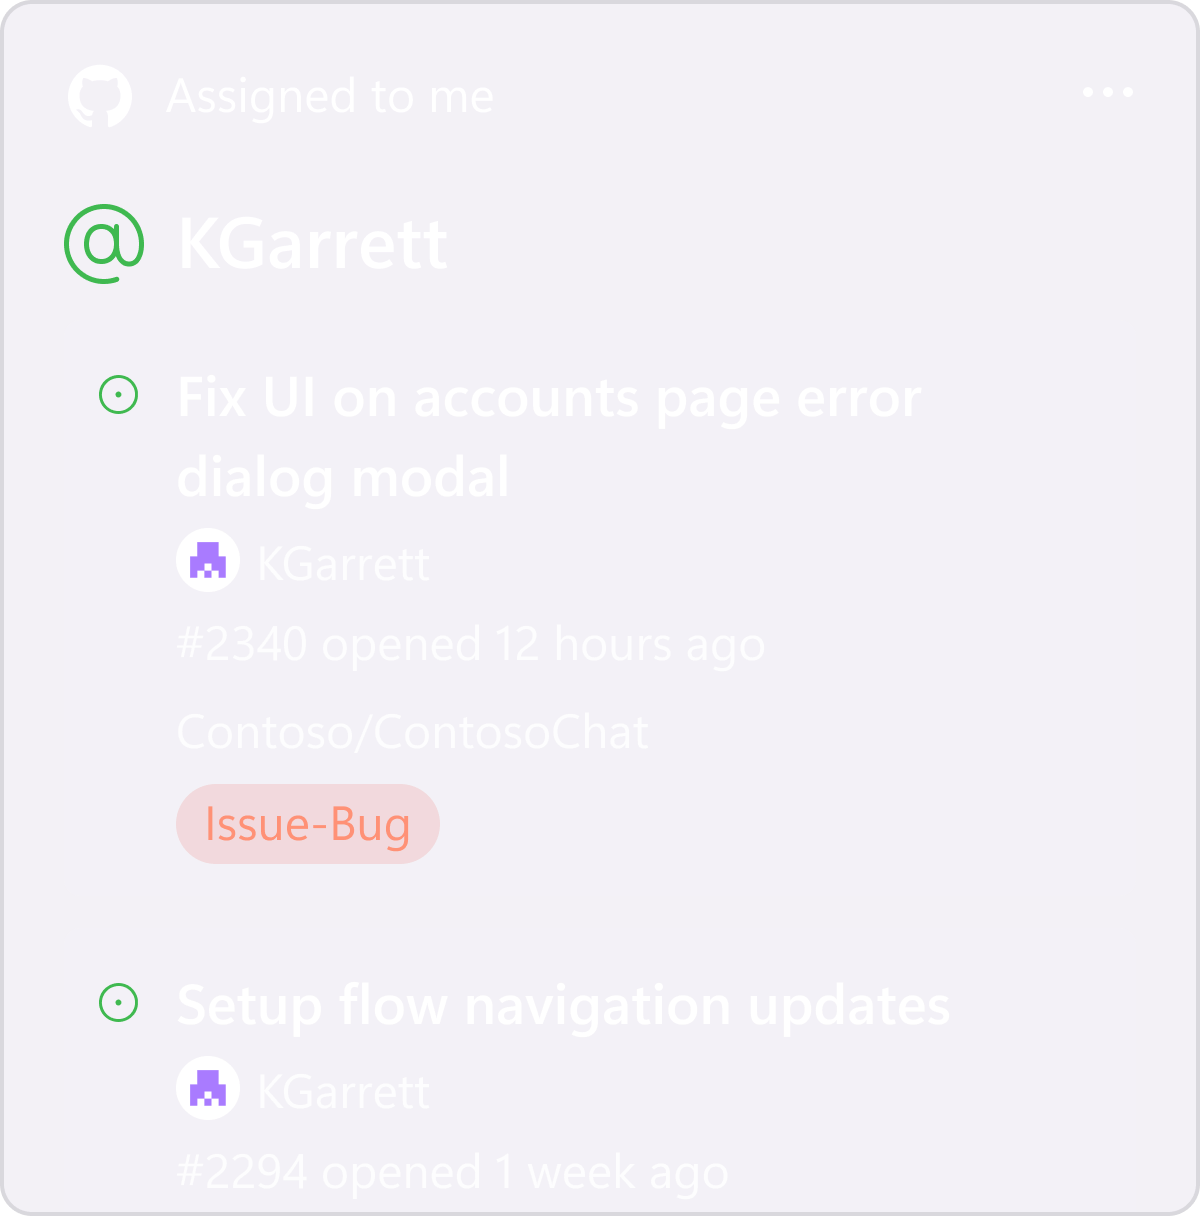 Assigned to me
@ KGarrett
Fix UI on accounts page error
dialog modal
KGarrett
#2340 opened 12 hours ago
Contoso/ContosoChat
Issue-Bug
Setup flow navigation updates
KGarrett
#2294 opened 1 week ago